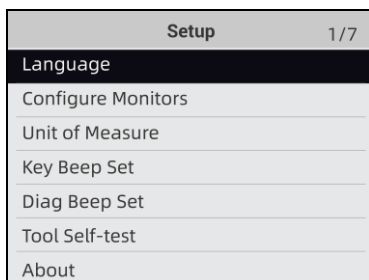 Setup 1/7
Language
Configure Monitors
Unit of Measure
Key Beep Set
Diag Beep Set
Tool Self-test
About